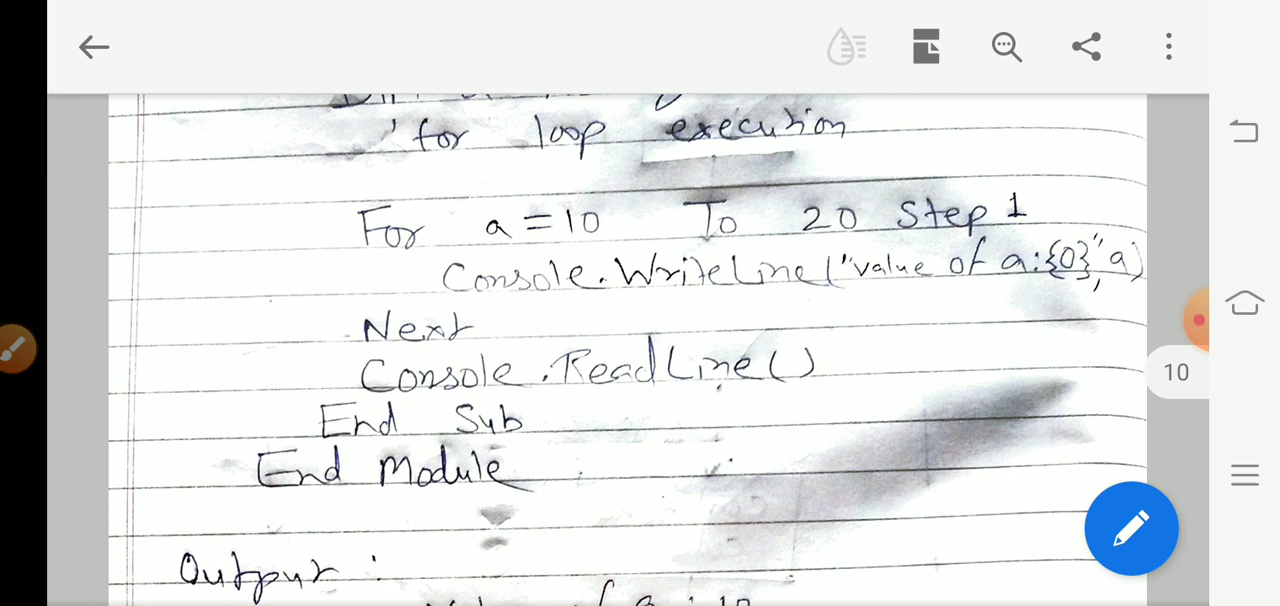 ' for loop execution
For a = 10 To 20 Step 1
Console.WriteLine("value of a:{0}", a)
Next
Console.ReadLine()
10
End Sub
End Module
Output :